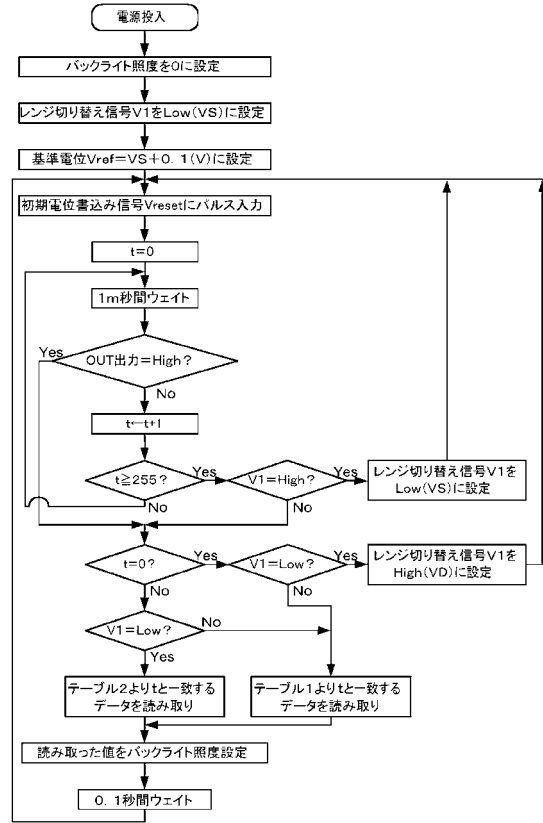 電源投入
バックライト照度を0に設定
レンジ切り替え信号V1をLow(VS)に設定
基準電位Vref=VS+0.1(V)に設定
初期電位書込み信号Vresetにパルス入力
t=0
1m秒間ウェイト
Yes
OUT出力=High?
No
t←t+1
t≧255?
Yes
V1=High?
Yes
レンジ切り替え信号V1を
Low(VS)に設定
No
No
t=0?
Yes
V1=Low?
Yes
レンジ切り替え信号V1を
High(VD)に設定
No
No
V1=Low?
No
Yes
テーブル2よりtと一致する
データを読み取り
テーブル1よりtと一致する
データを読み取り
読み取った値をバックライト照度設定
0.1秒間ウェイト